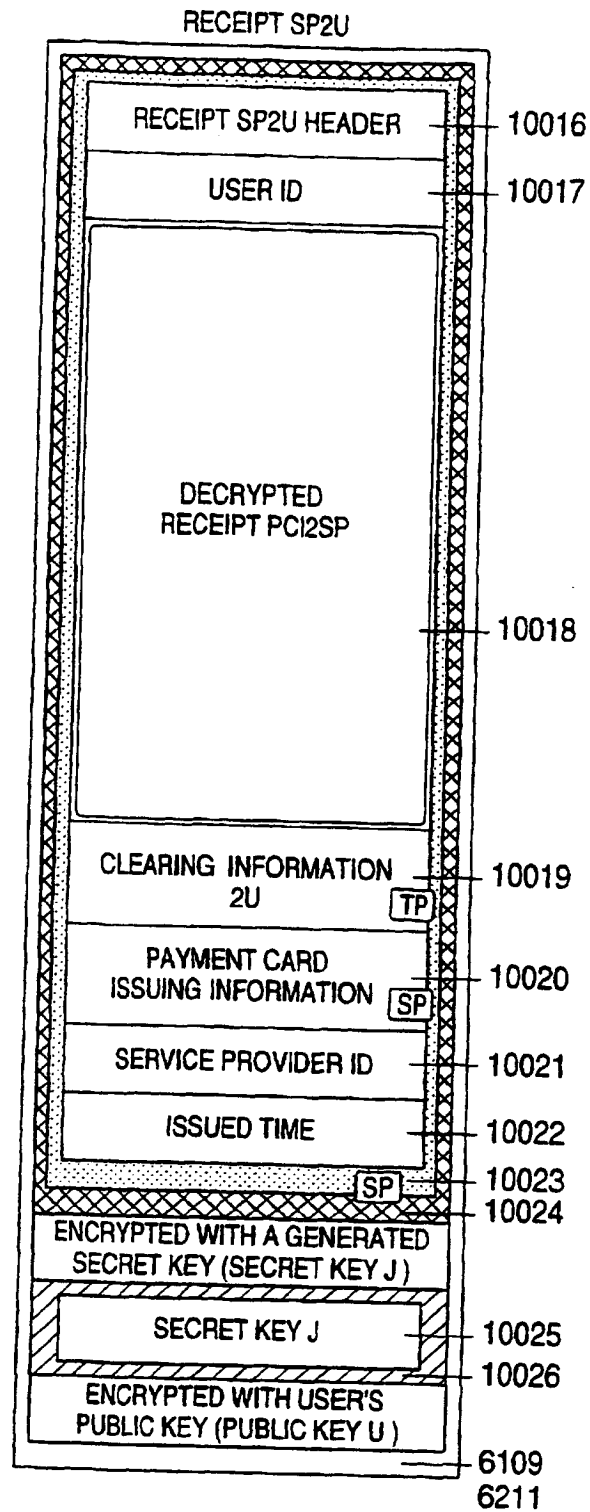 RECEIPT SP2U
RECEIPT SP2U HEADER
10016
USER ID
10017
DECRYPTED
RECEIPT PCI2SP
10018
CLEARING INFORMATION
2U
TP
10019
PAYMENT CARD
ISSUING INFORMATION
SP
10020
SERVICE PROVIDER ID
10021
ISSUED TIME
10022
SP
10023
10024
ENCRYPTED WITH A GENERATED
SECRET KEY (SECRET KEY J)
SECRET KEY J
10025
10026
ENCRYPTED WITH USER'S
PUBLIC KEY (PUBLIC KEY U)
6109
6211